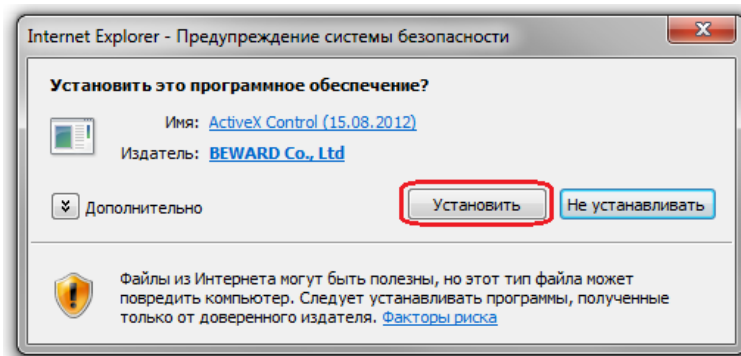 Internet Explorer - Предупреждение системы безопасности
Установить это программное обеспечение?
Имя: ActiveX Control (15.08.2012)
Издатель: BEWARD Co., Ltd
Дополнительно
Установить
Не устанавливать
Файлы из Интернета могут быть полезны, но этот тип файла может
повредить компьютер. Следует устанавливать программы, полученные
только от доверенного издателя. Факторы риска